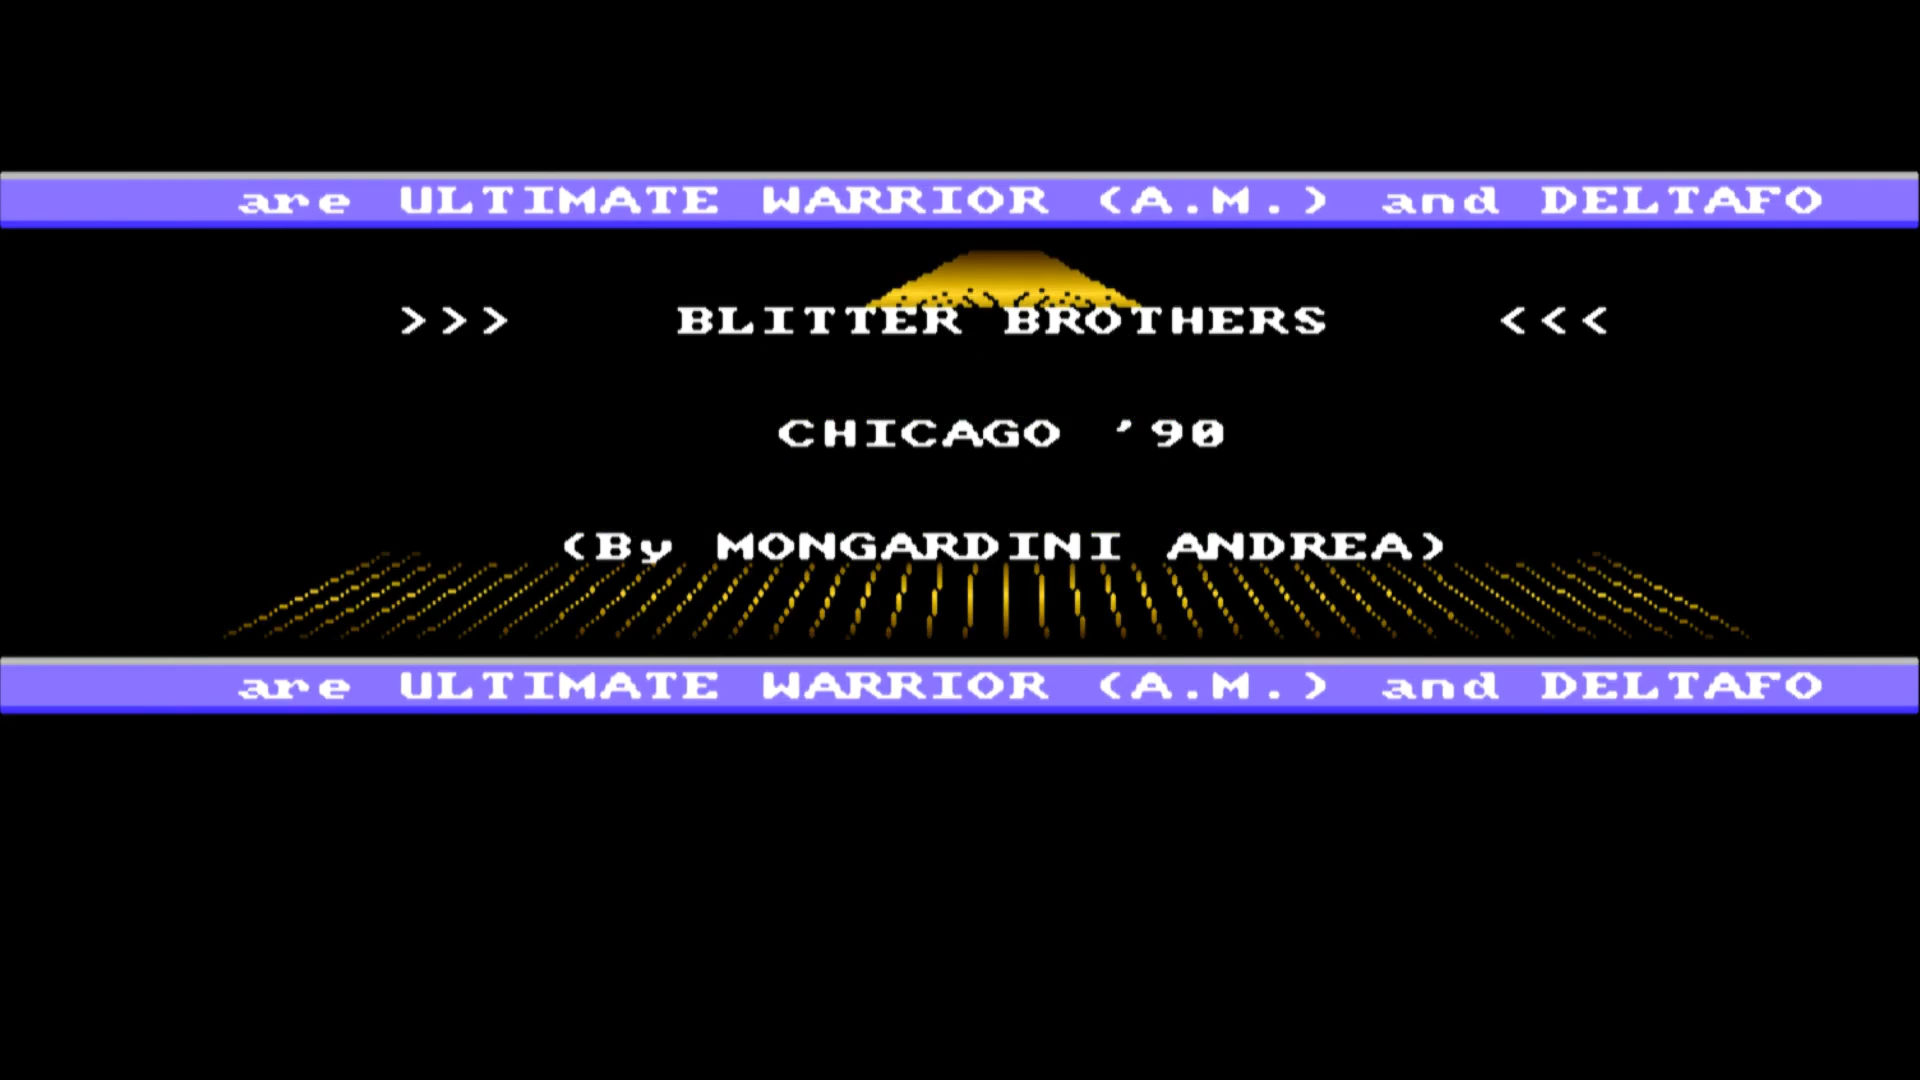 are ULTIMATE WARRIOR (A.M.) and DELTAFO
>>> BLITTER BROTHERS <<<
CHICAGO '90
(By MONGARDINI ANDREA)
are ULTIMATE WARRIOR (A.M.) and DELTAFO